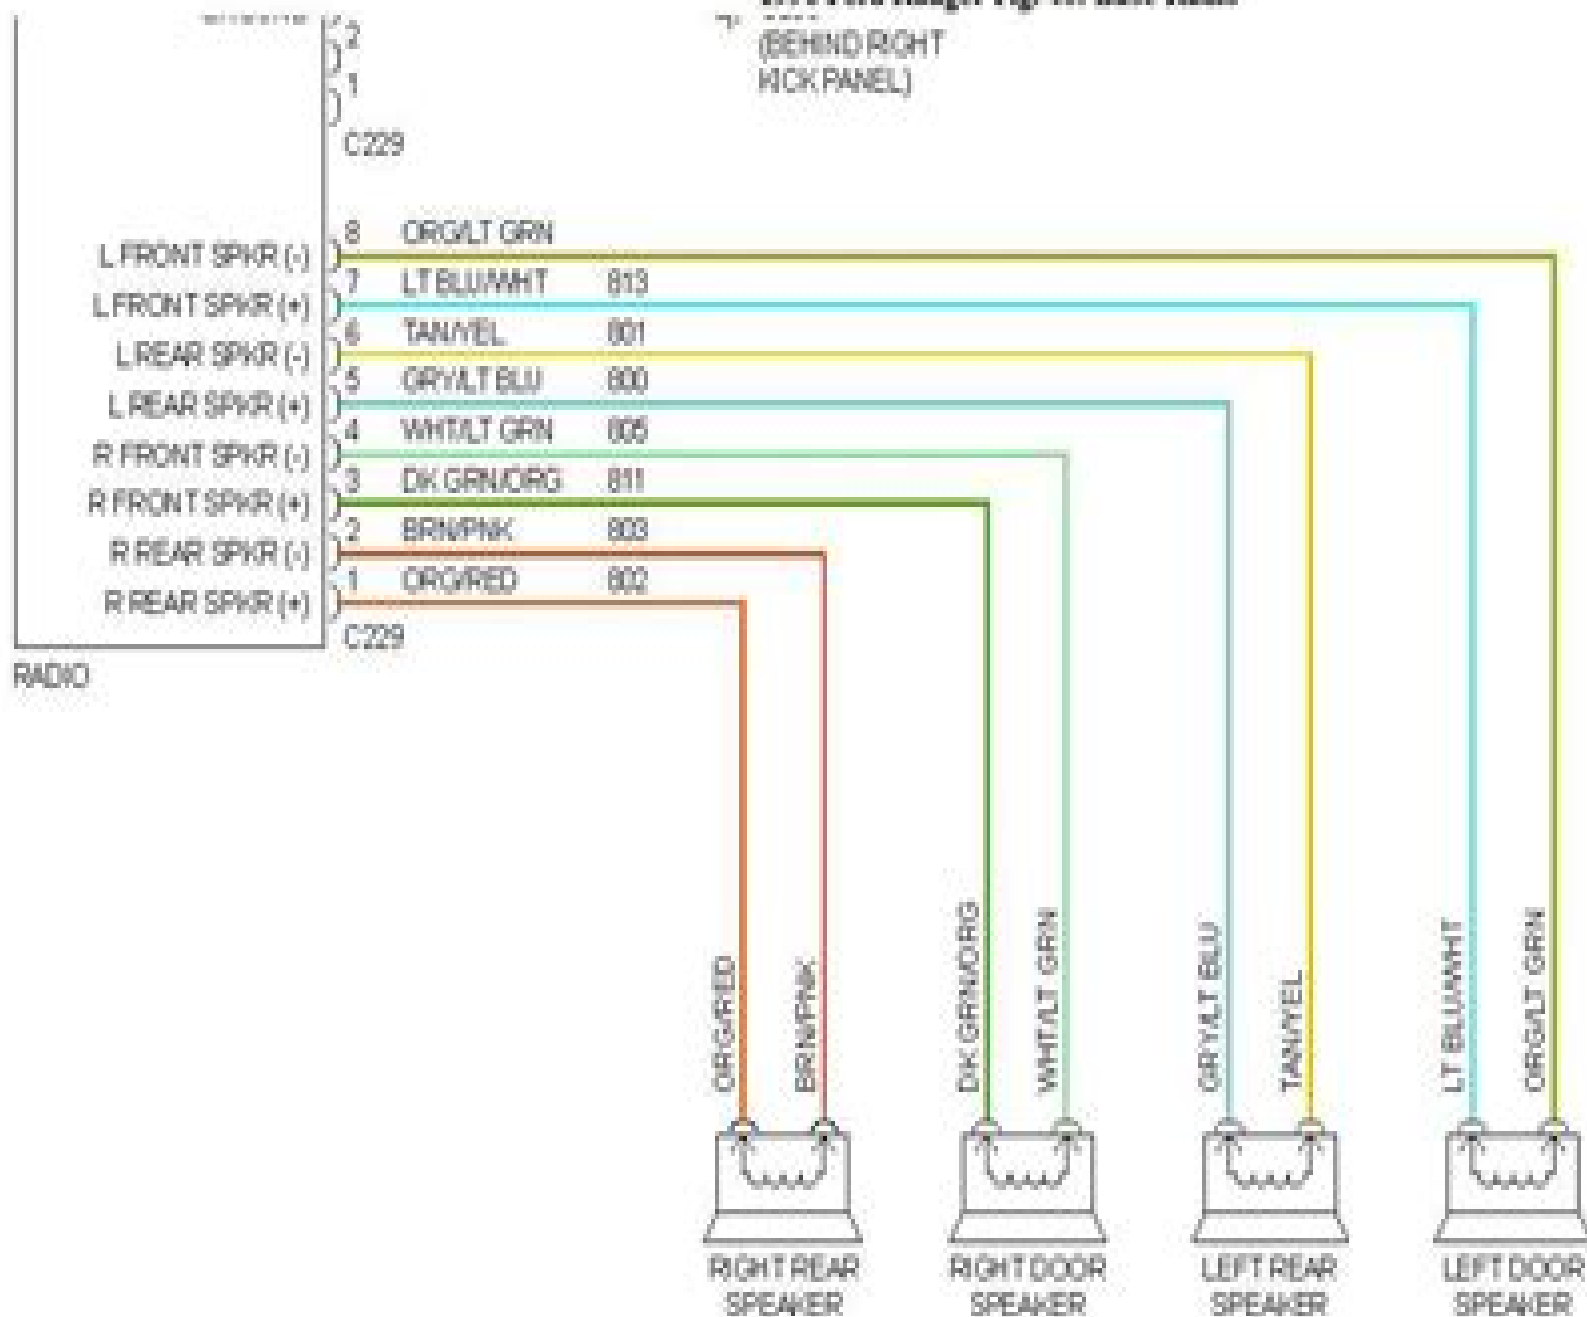 2
(BEHIND RIGHT
KICK PANEL)
1
C229
8 ORG/LT GRN
L FRONT SPKR (-)
7 LT BLU/WHT 813
L FRONT SPKR (+)
6 TAN/YEL 801
L REAR SPKR (-)
5 GRY/LT BLU 800
L REAR SPKR (+)
4 WHT/LT GRN 805
R FRONT SPKR (-)
3 DK GRN/ORG 811
R FRONT SPKR (+)
2 BRN/PNK 803
R REAR SPKR (-)
1 ORG/RED 802
R REAR SPKR (+)
C229
RADIO
ORG/RED
BRN/PNK
DK GRN/ORG
WHT/LT GRN
GRY/LT BLU
TAN/YEL
LT BLU/WHT
ORG/LT GRN
RIGHT REAR
SPEAKER
RIGHT DOOR
SPEAKER
LEFT REAR
SPEAKER
LEFT DOOR
SPEAKER